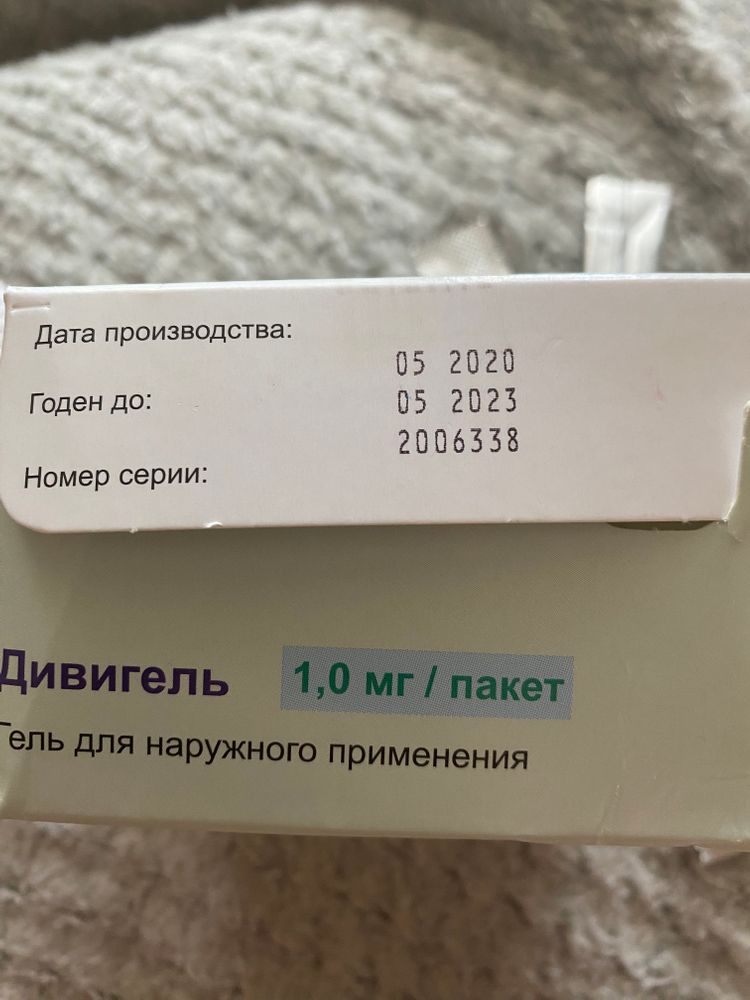 Дата производства:
05 2020
Годен до:
05 2023
2006338
Номер серии:
Дивигель 1,0 мг / пакет
Гель для наружного применения